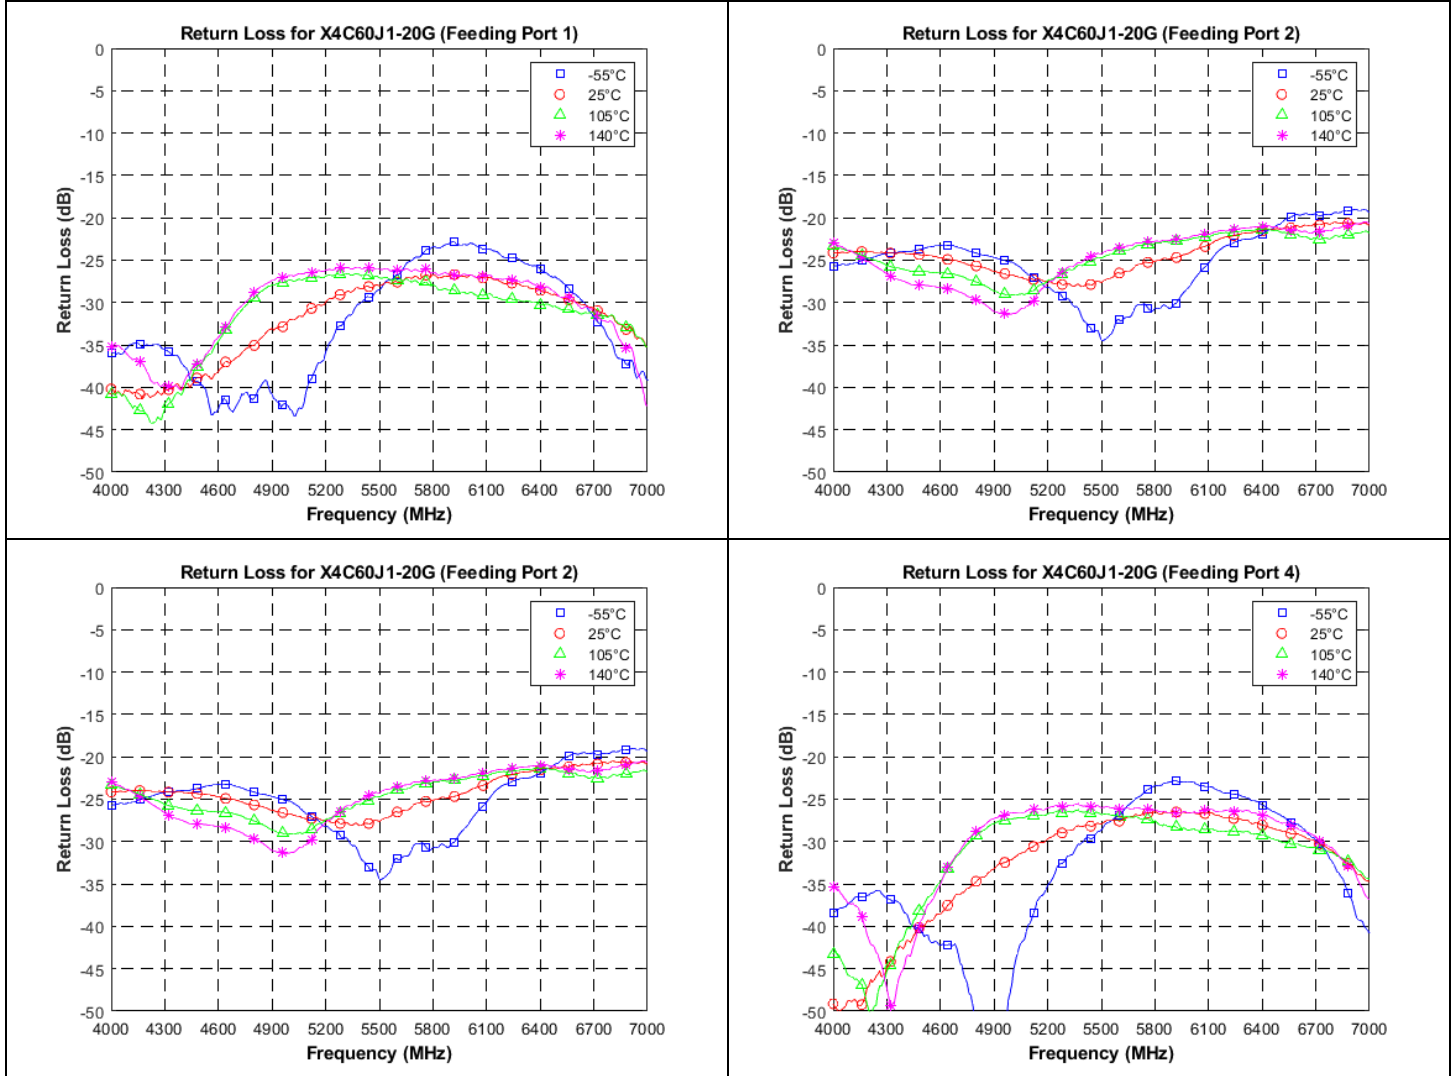 Return Loss for X4C60J1-20G (Feeding Port 1)
0
-5
-10
-15
-20
-25
-30
-35
-40
-45
-50
Return Loss (dB)
-55°C
25°C
105°C
140°C
4000 4300 4600 4900 5200 5500 5800 6100 6400 6700 7000
Frequency (MHz)
Return Loss for X4C60J1-20G (Feeding Port 2)
0
-5
-10
-15
-20
-25
-30
-35
-40
-45
-50
Return Loss (dB)
-55°C
25°C
105°C
140°C
4000 4300 4600 4900 5200 5500 5800 6100 6400 6700 7000
Frequency (MHz)
Return Loss for X4C60J1-20G (Feeding Port 2)
0
-5
-10
-15
-20
-25
-30
-35
-40
-45
-50
Return Loss (dB)
-55°C
25°C
105°C
140°C
4000 4300 4600 4900 5200 5500 5800 6100 6400 6700 7000
Frequency (MHz)
Return Loss for X4C60J1-20G (Feeding Port 4)
0
-5
-10
-15
-20
-25
-30
-35
-40
-45
-50
Return Loss (dB)
-55°C
25°C
105°C
140°C
4000 4300 4600 4900 5200 5500 5800 6100 6400 6700 7000
Frequency (MHz)